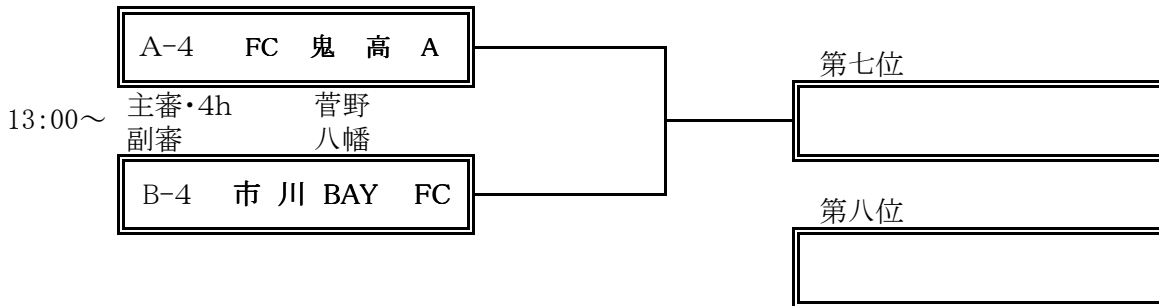 A-4 FC 鬼 高 A
第七位
13:00～
主審・4h 菅野
副審 八幡
B-4 市 川 BAY FC
第八位